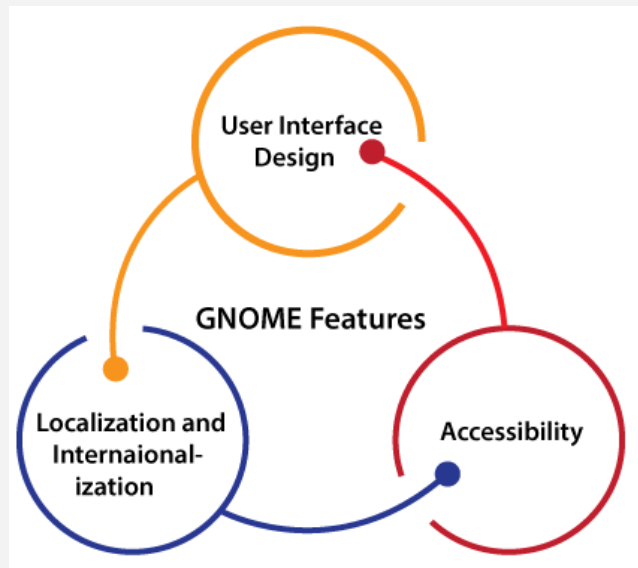 User Interface
Design
GNOME Features
Localization and
Internaional-
ization
Accessibility